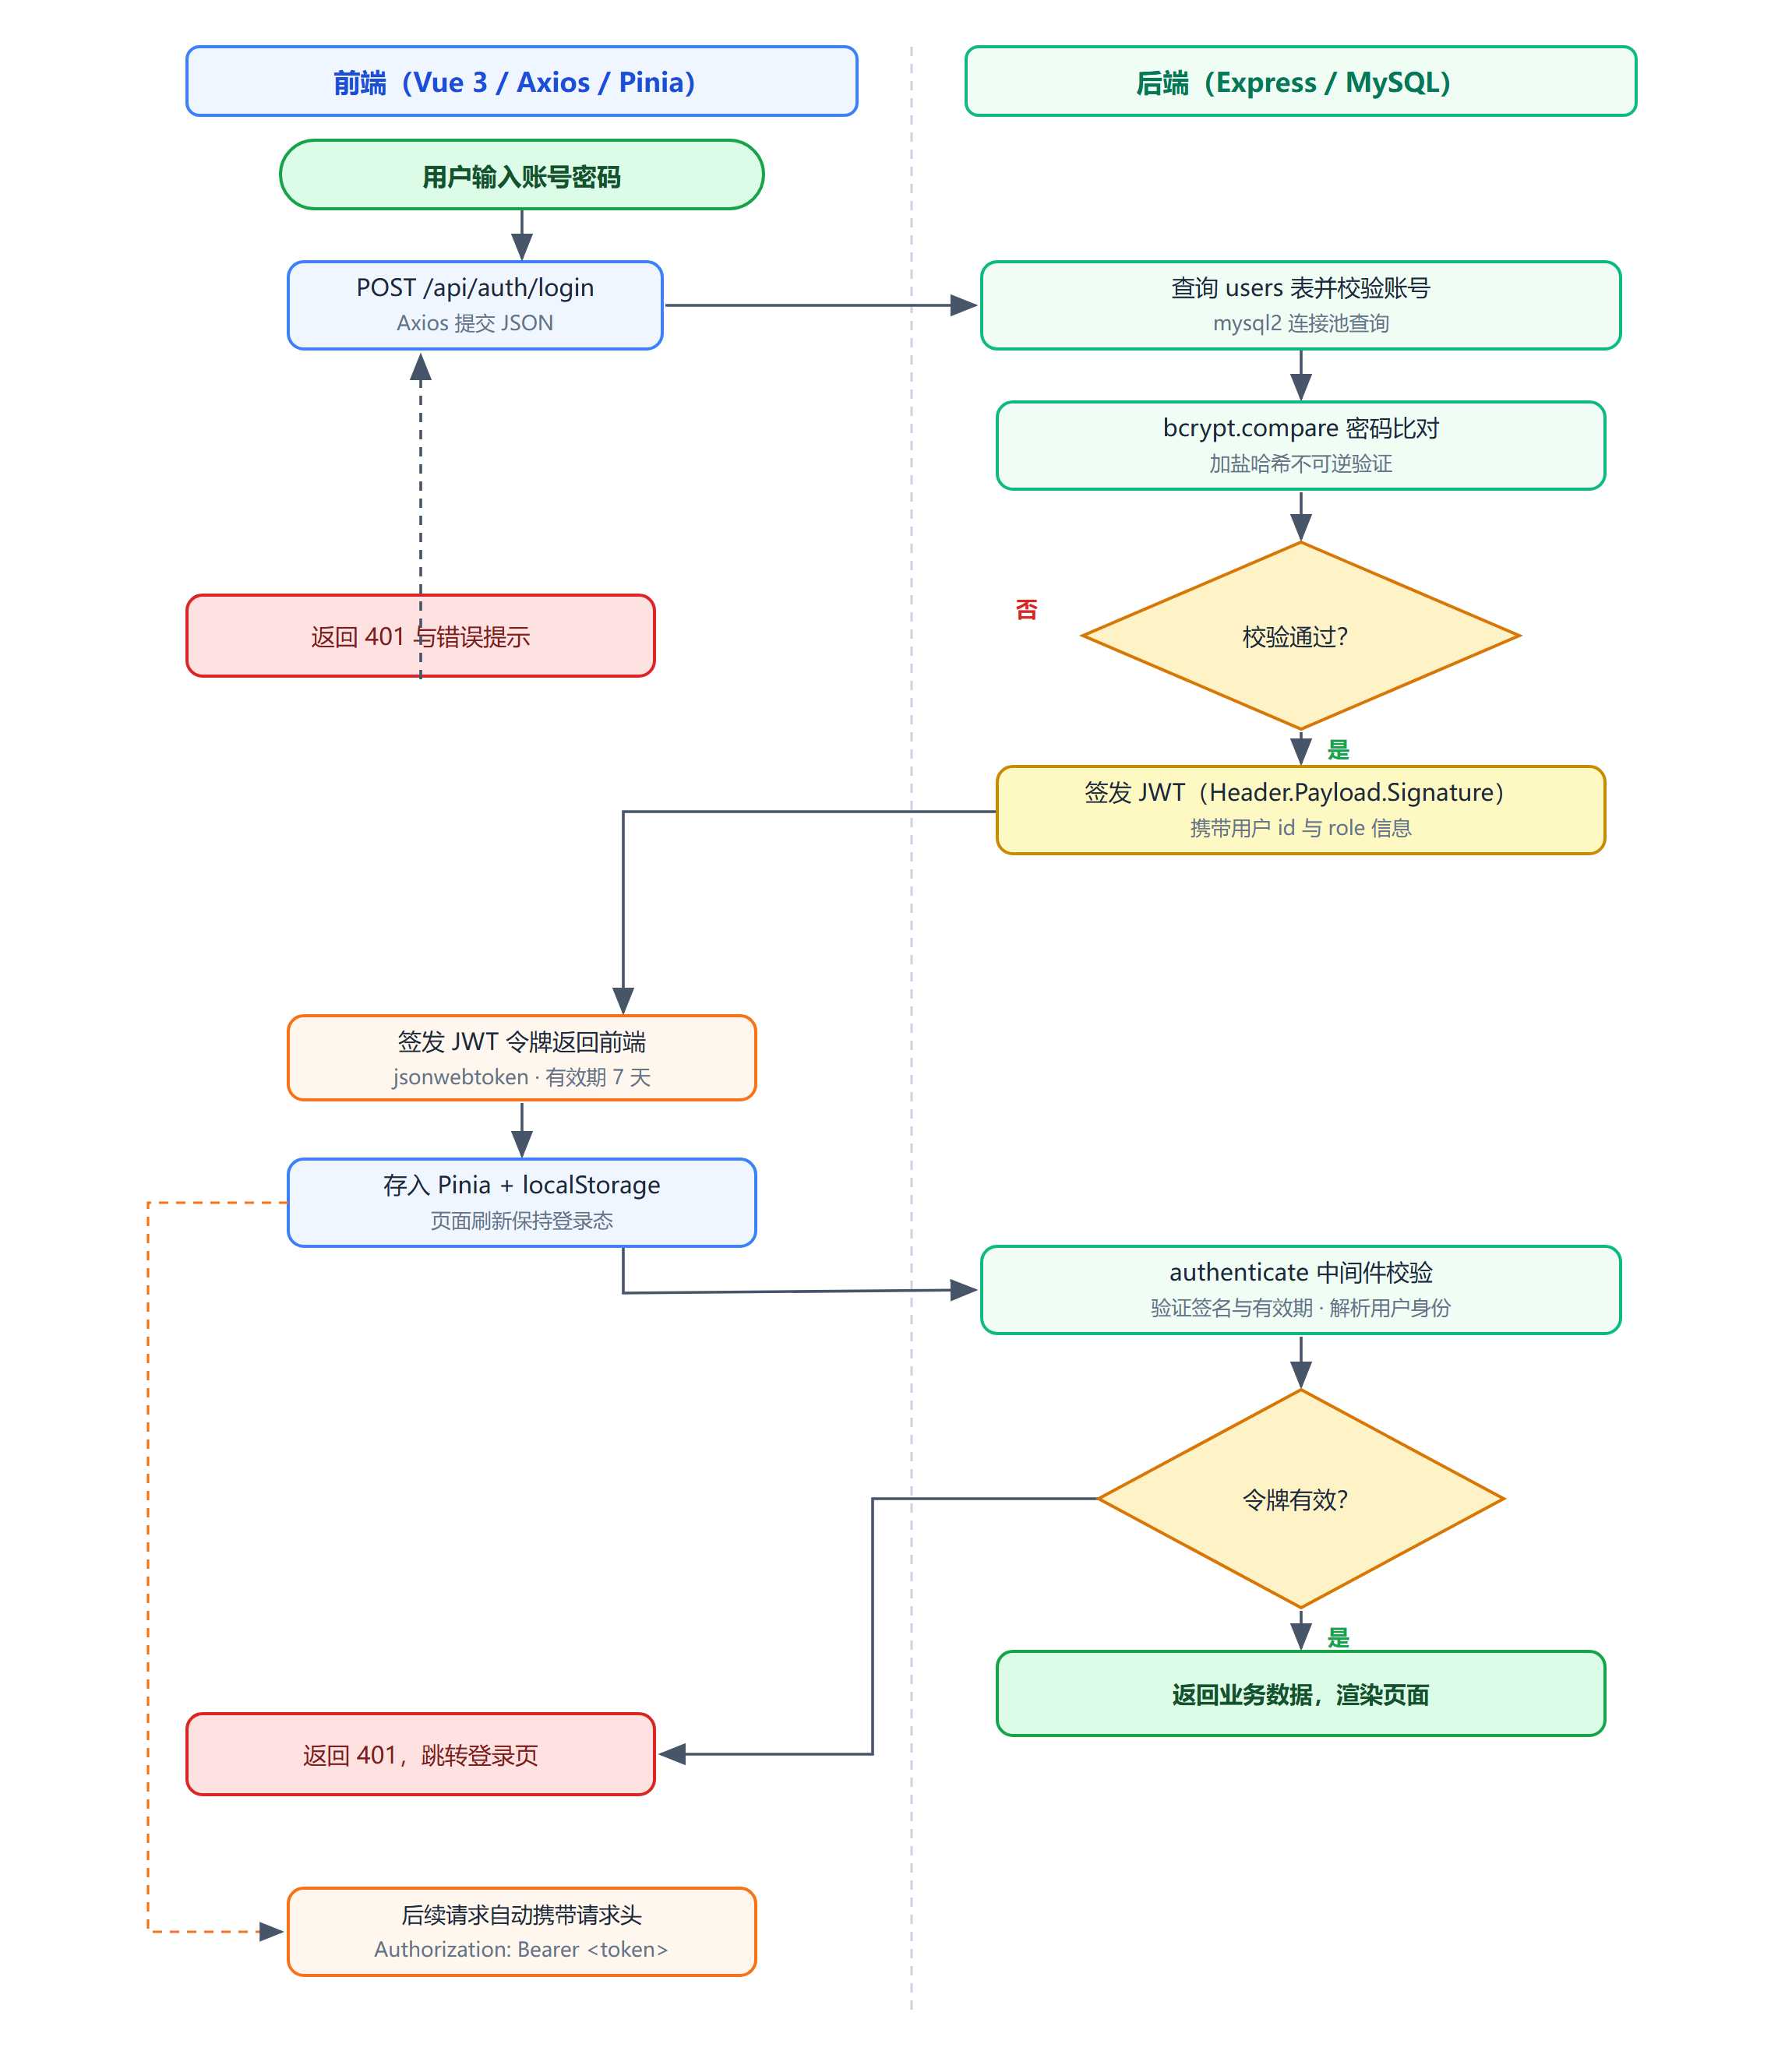 前端（Vue 3 / Axios / Pinia）
后端（Express / MySQL）
用户输入账号密码
POST /api/auth/login
Axios 提交 JSON
查询 users 表并校验账号
mysql2 连接池查询
bcrypt.compare 密码比对
加盐哈希不可逆验证
否
返回 401 与错误提示
校验通过？
是
签发 JWT（Header.Payload.Signature）
携带用户 id 与 role 信息
签发 JWT 令牌返回前端
jsonwebtoken · 有效期 7 天
存入 Pinia + localStorage
页面刷新保持登录态
authenticate 中间件校验
验证签名与有效期 · 解析用户身份
令牌有效？
是
返回业务数据，渲染页面
返回 401，跳转登录页
后续请求自动携带请求头
Authorization: Bearer <token>